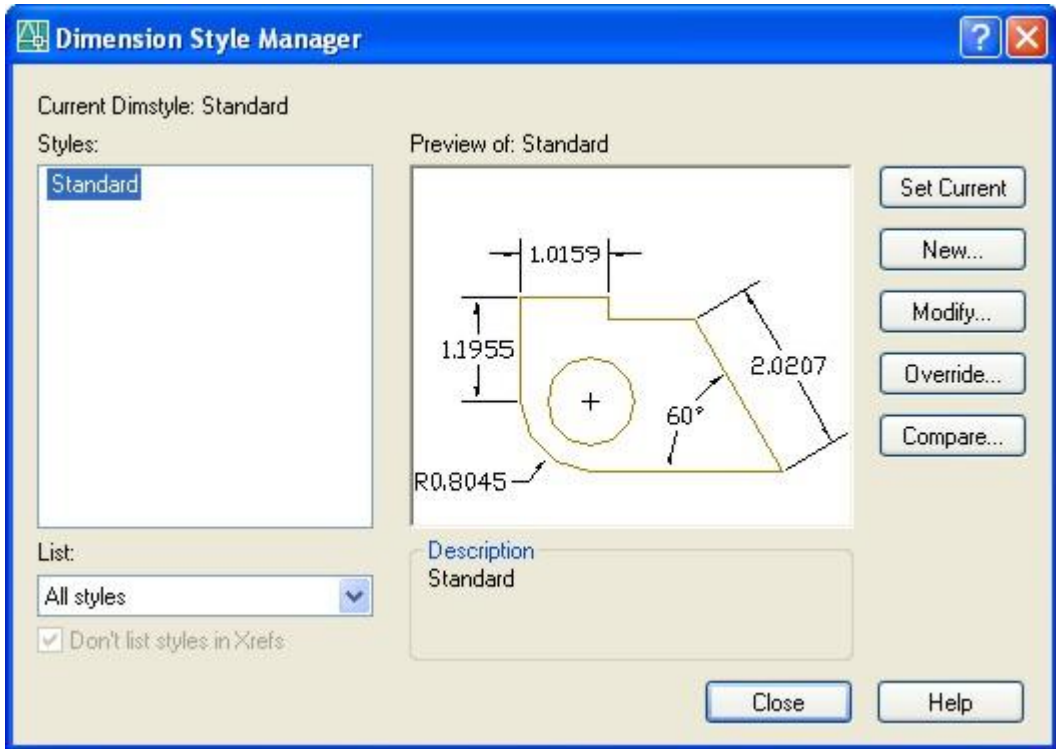 Dimension Style Manager
Current Dimstyle: Standard
Styles:
Standard
List:
All styles
Don't list styles in Xrefs
Preview of: Standard
1.0159
1.1955
2.0207
60°
R0.8045
Description
Standard
Set Current
New...
Modify...
Override...
Compare...
Close
Help